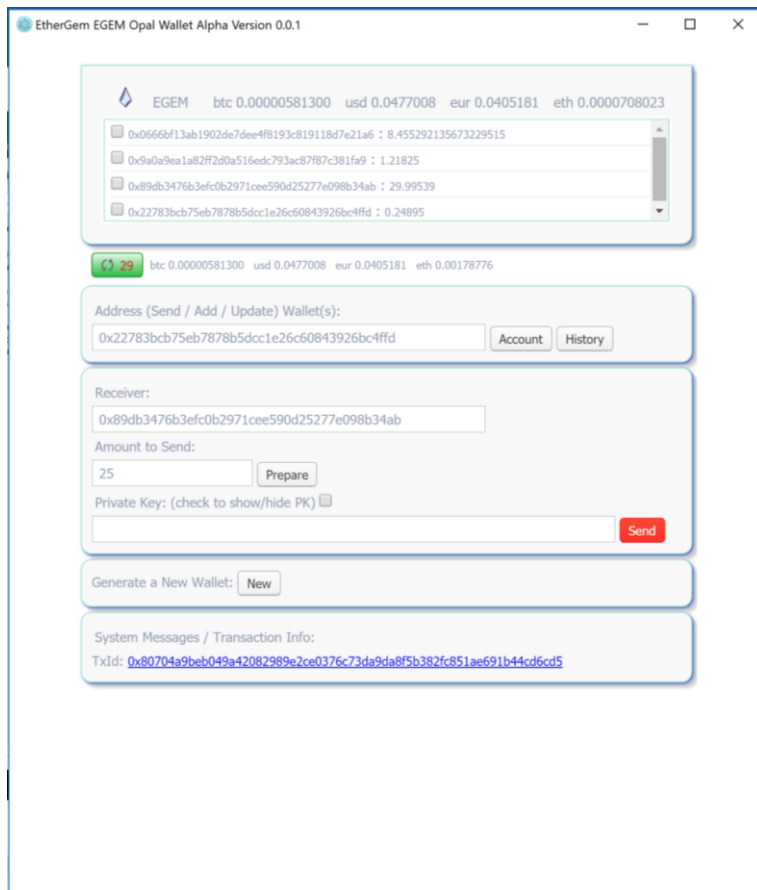 EtherGem EGEM Opal Wallet Alpha Version 0.0.1
EGEM btc 0.00000581300 usd 0.0477008 eur 0.0405181 eth 0.0000708023
0x0666bf13ab1902de7dee4f8193c819118d7e21a6 : 8.455292135673229515
0x9a0a9ea1a82ff2d0a516edc793ac87f87c381fa9 : 1.21825
0x89db3476b3efc0b2971cee590d25277e098b34ab : 29.99539
0x22783bcb75eb7878b5dcc1e26c60843926bc4ffd : 0.24895
29 btc 0.00000581300 usd 0.0477008 eur 0.0405181 eth 0.00178776
Address (Send / Add / Update) Wallet(s):
0x22783bcb75eb7878b5dcc1e26c60843926bc4ffd Account History
Receiver:
0x89db3476b3efc0b2971cee590d25277e098b34ab
Amount to Send:
25 Prepare
Private Key: (check to show/hide PK)
Send
Generate a New Wallet: New
System Messages / Transaction Info:
TxId: 0x80704a9beb049a42082989e2ce0376c73da9da8f5b382fc851ae691b44cd6cd5